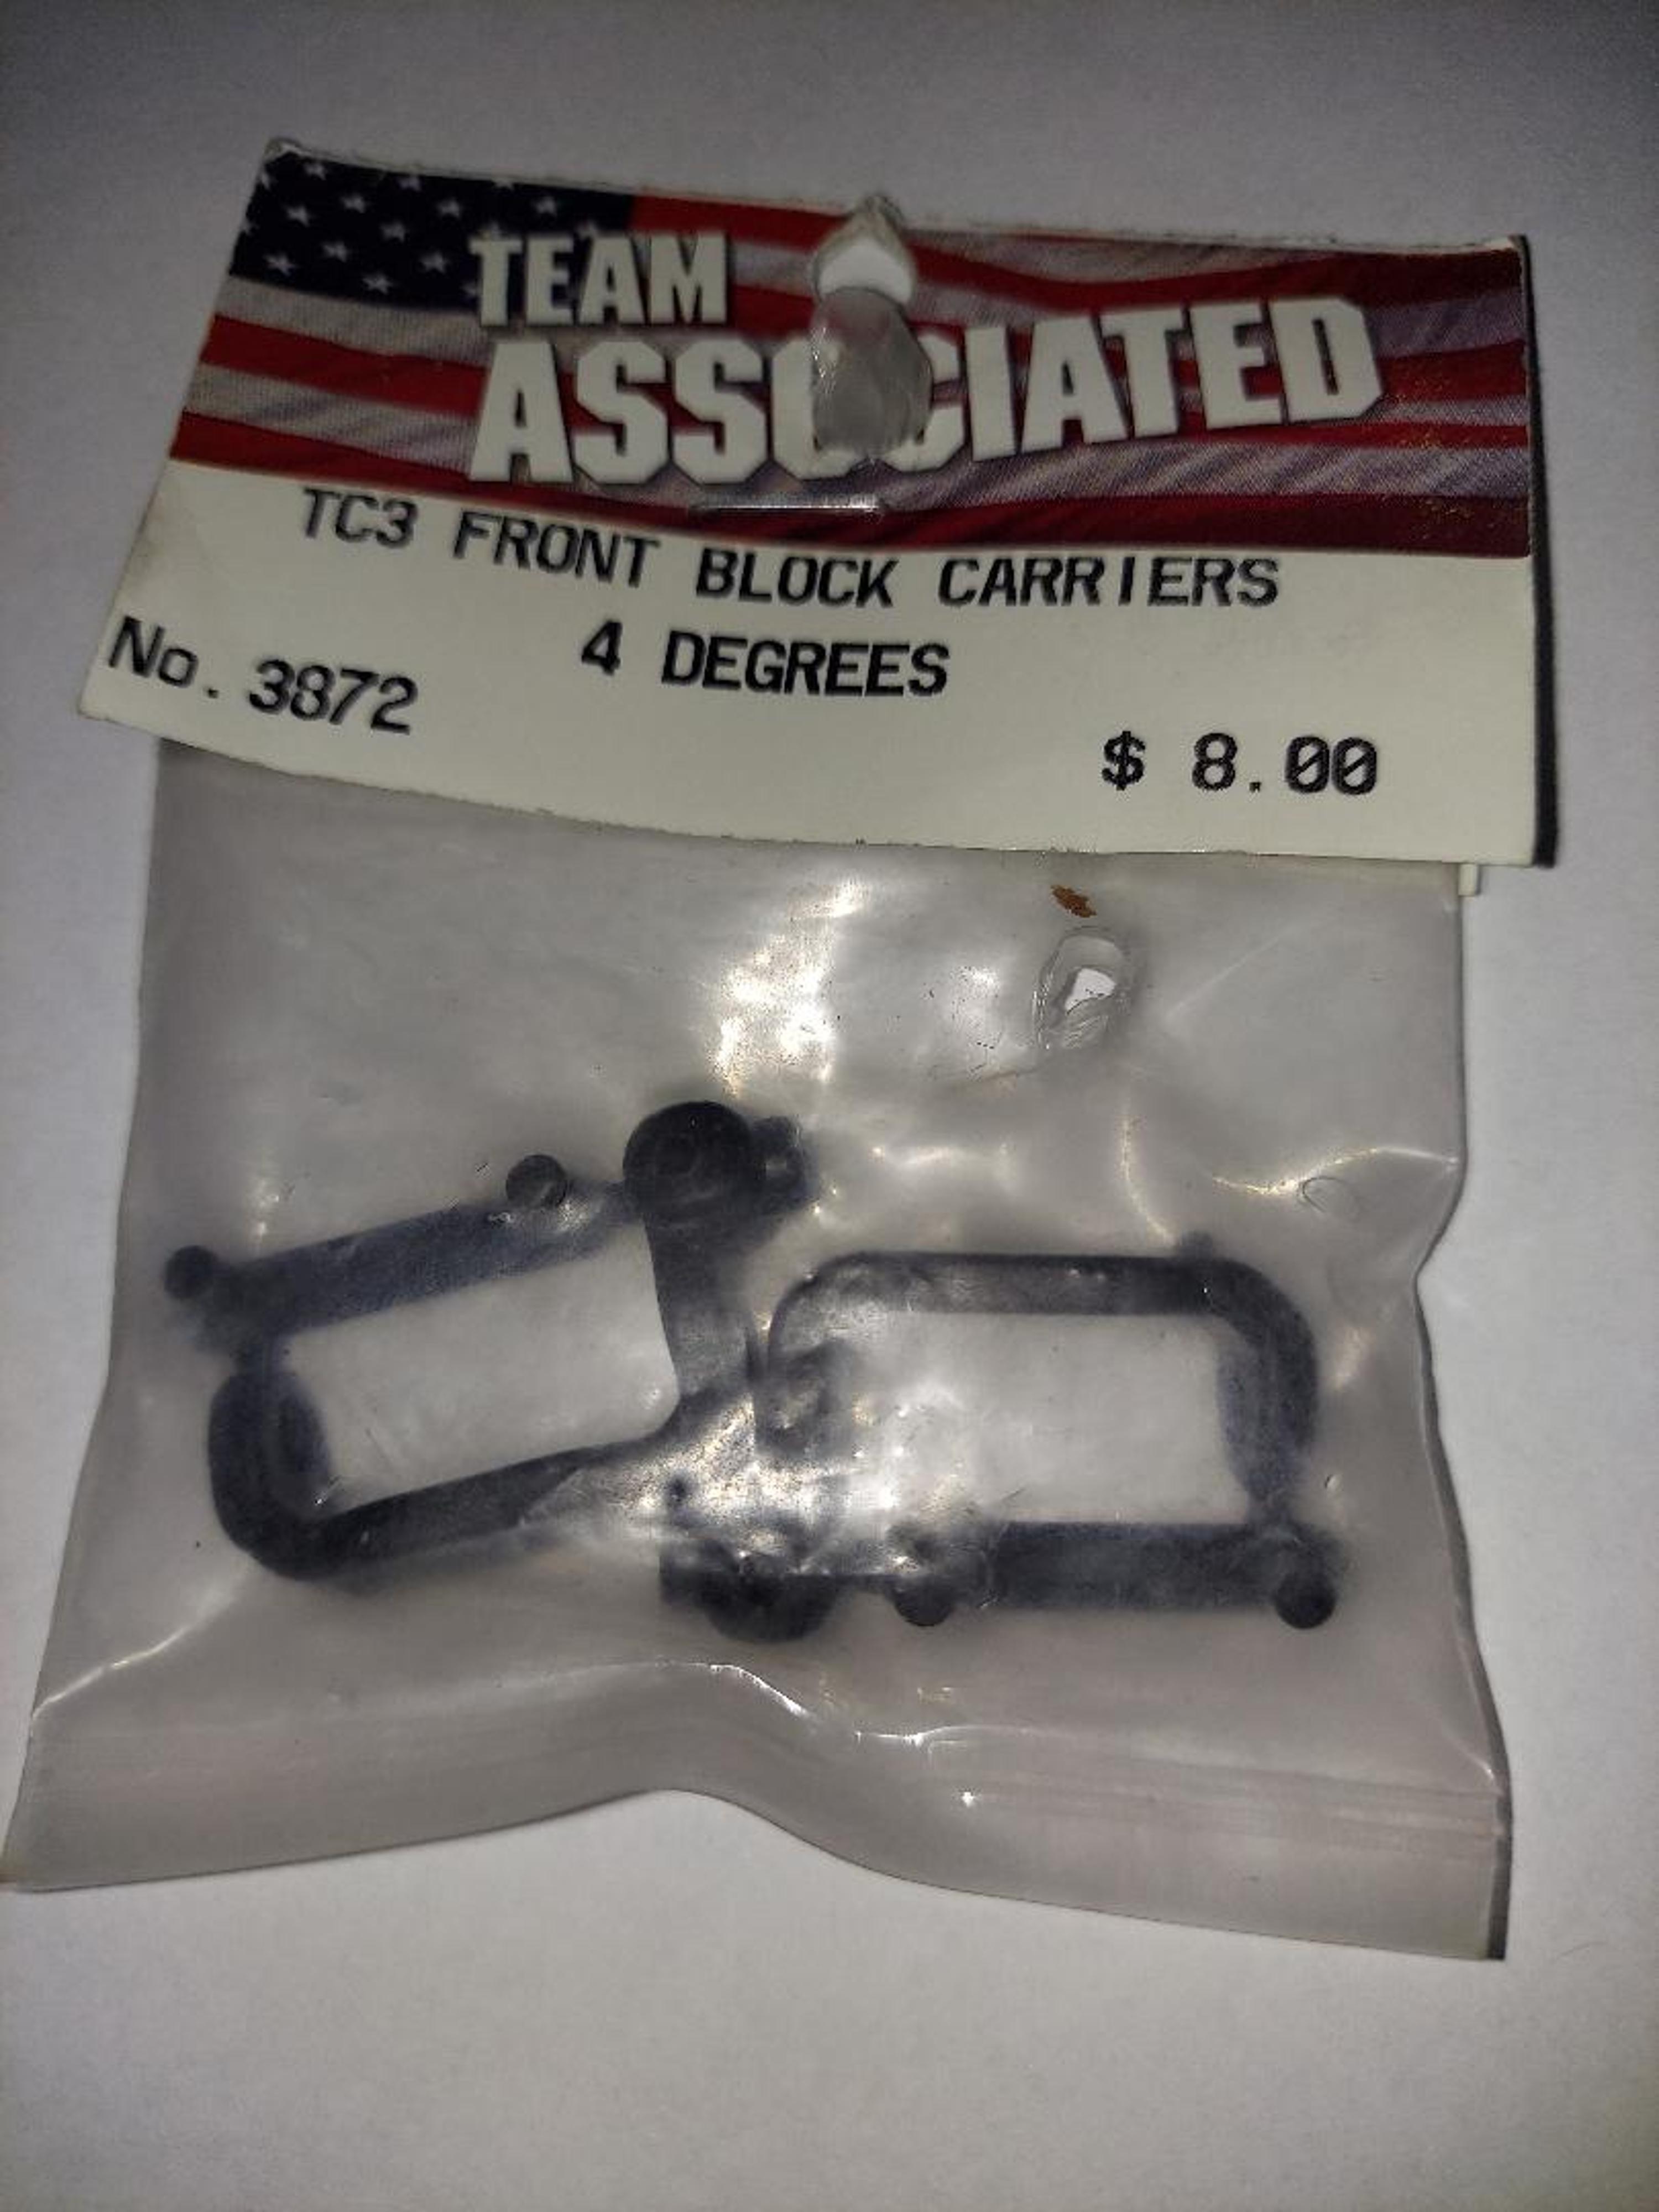 TEAM
ASSOCIATED
TC3 FRONT BLOCK CARRIERS
4 DEGREES
No. 3872
$ 8.00